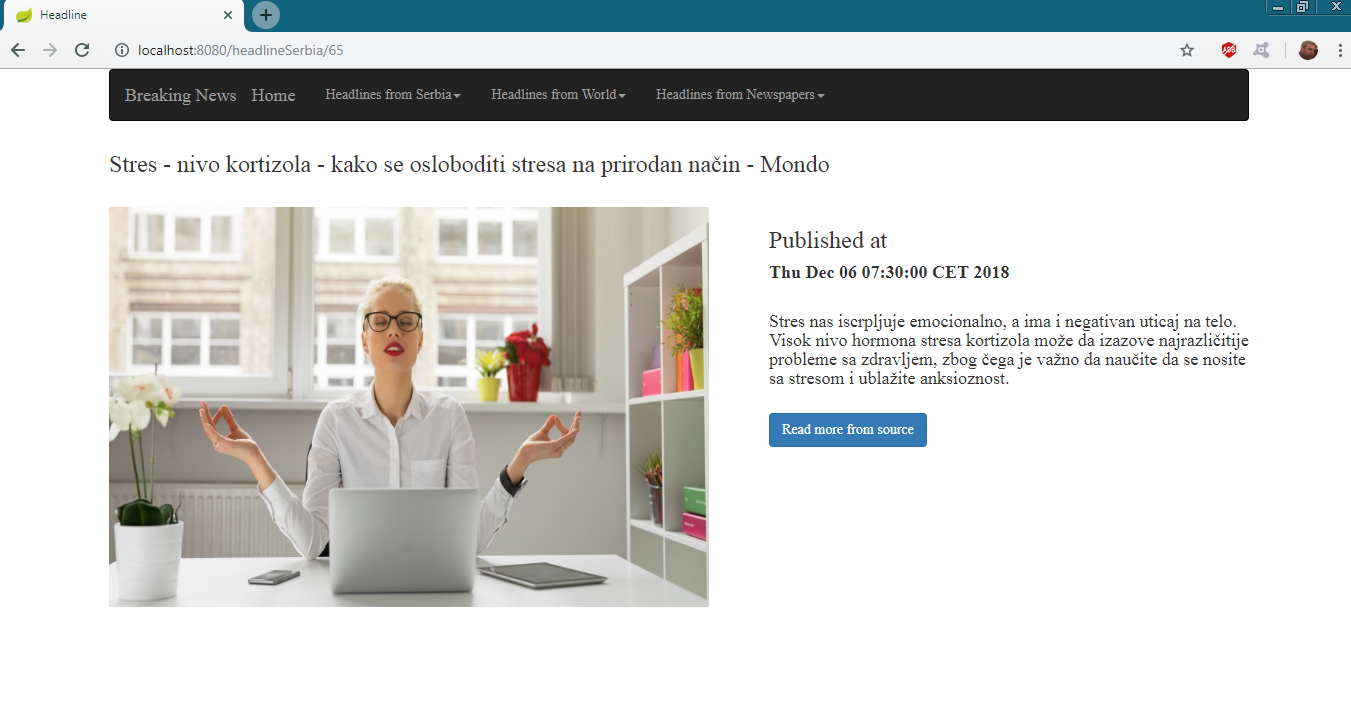 Headline
localhost:8080/headlineSerbia/65
ABP
Breaking News Home Headlines from Serbia Headlines from World Headlines from Newspapers
Stres - nivo kortizola - kako se osloboditi stresa na prirodan način - Mondo
Published at
Thu Dec 06 07:30:00 CET 2018
Stres nas iscrpljuje emocionalno, a ima i negativan uticaj na telo.
Visok nivo hormona stresa kortizola može da izazove najrazličitije
probleme sa zdravljem, zbog čega je važno da naučite da se nosite
sa stresom i ublažite anksioznost.
Read more from source